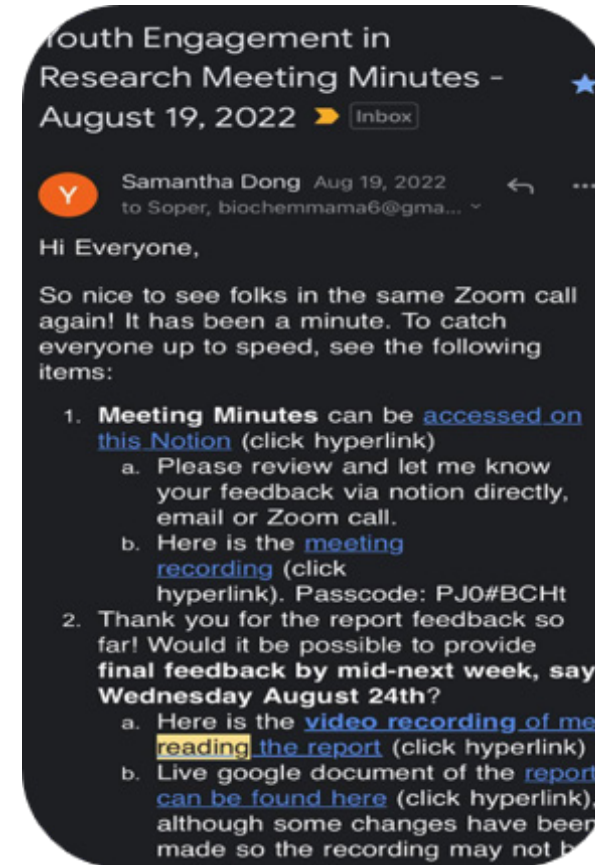 Youth Engagement in
Research Meeting Minutes -
August 19, 2022 Inbox
Y
Samantha Dong Aug 19, 2022
to Soper, biochemmama6@gma...
Hi Everyone,
So nice to see folks in the same Zoom call
again! It has been a minute. To catch
everyone up to speed, see the following
items:
1. Meeting Minutes can be accessed on
this Notion (click hyperlink)
a. Please review and let me know
your feedback via notion directly,
email or Zoom call.
b. Here is the meeting
recording (click
hyperlink). Passcode: PJ0#BCHt
2. Thank you for the report feedback so
far! Would it be possible to provide
final feedback by mid-next week, say
Wednesday August 24th?
a. Here is the video recording of me
reading the report (click hyperlink)
b. Live google document of the report
can be found here (click hyperlink),
although some changes have been
made so the recording may not